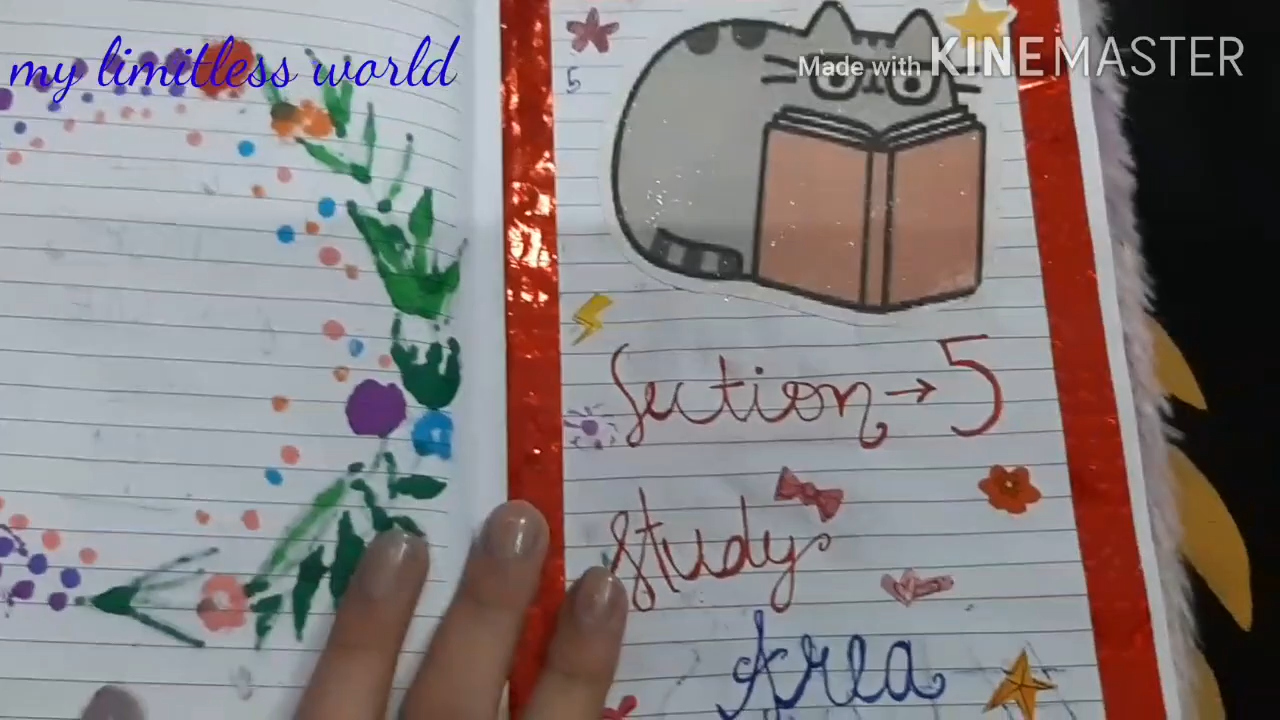 my limitless world
Made with KINEMASTER
5
Section → 5
Study
Area